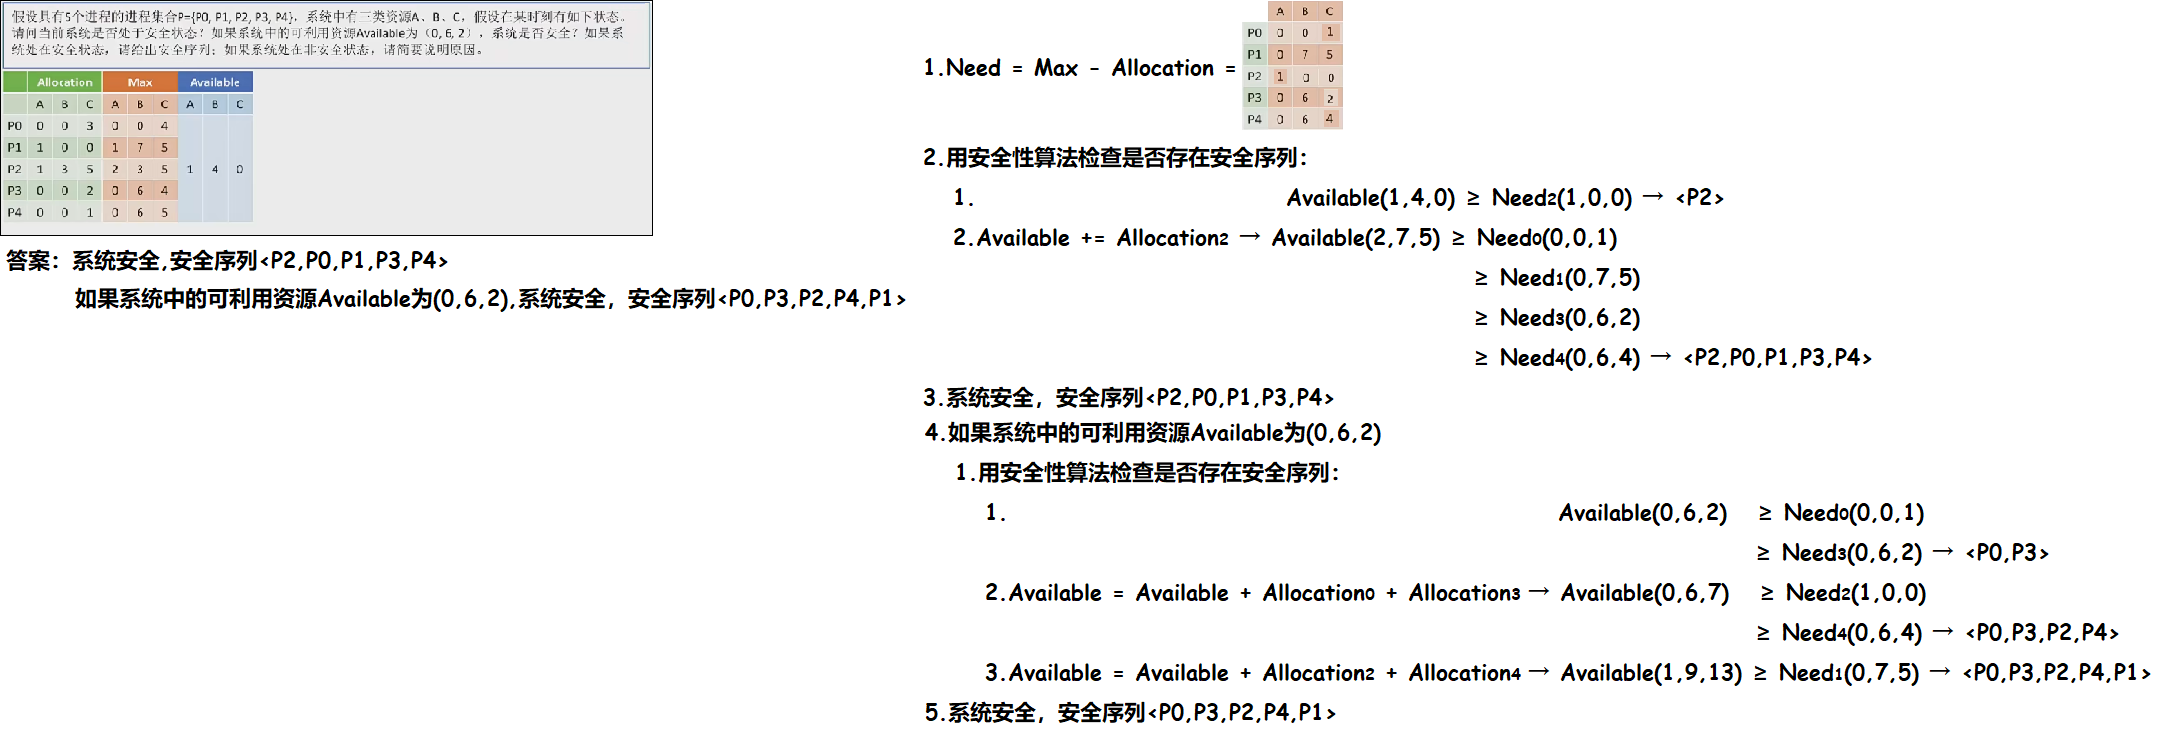 假设具有5个进程的进程集合P={P0, P1, P2, P3, P4}, 系统中有三类资源A、B、C, 假设在某时刻有如下状态。
请问当前系统是否处于安全状态? 如果系统中的可利用资源Available为 (0, 6, 2) , 系统是否安全? 如果系
统处在安全状态, 请给出安全序列; 如果系统处在非安全状态, 请简要说明原因。
Allocation Max Available
A B C A B C A B C
P0 0 0 3 0 0 4
P1 1 0 0 1 7 5
P2 1 3 5 2 3 5 1 4 0
P3 0 0 2 0 6 4
P4 0 0 1 0 6 5
答案: 系统安全,安全序列<P2,P0,P1,P3,P4>
如果系统中的可利用资源Available为(0,6,2),系统安全, 安全序列<P0,P3,P2,P4,P1>
A B C
P0 0 0 1
P1 0 7 5
1.Need = Max - Allocation =
P2 1 0 0
P3 0 6 2
P4 0 6 4
2.用安全性算法检查是否存在安全序列:
1. Available(1,4,0) ≥ Need2(1,0,0) → <P2>
2.Available += Allocation2 → Available(2,7,5) ≥ Need0(0,0,1)
≥ Need1(0,7,5)
≥ Need3(0,6,2)
≥ Need4(0,6,4) → <P2,P0,P1,P3,P4>
3.系统安全, 安全序列<P2,P0,P1,P3,P4>
4.如果系统中的可利用资源Available为(0,6,2)
1.用安全性算法检查是否存在安全序列:
1. Available(0,6,2) ≥ Need0(0,0,1)
≥ Need3(0,6,2) → <P0,P3>
2.Available = Available + Allocation0 + Allocation3 → Available(0,6,7) ≥ Need2(1,0,0)
≥ Need4(0,6,4) → <P0,P3,P2,P4>
3.Available = Available + Allocation2 + Allocation4 → Available(1,9,13) ≥ Need1(0,7,5) → <P0,P3,P2,P4,P1>
5.系统安全, 安全序列<P0,P3,P2,P4,P1>